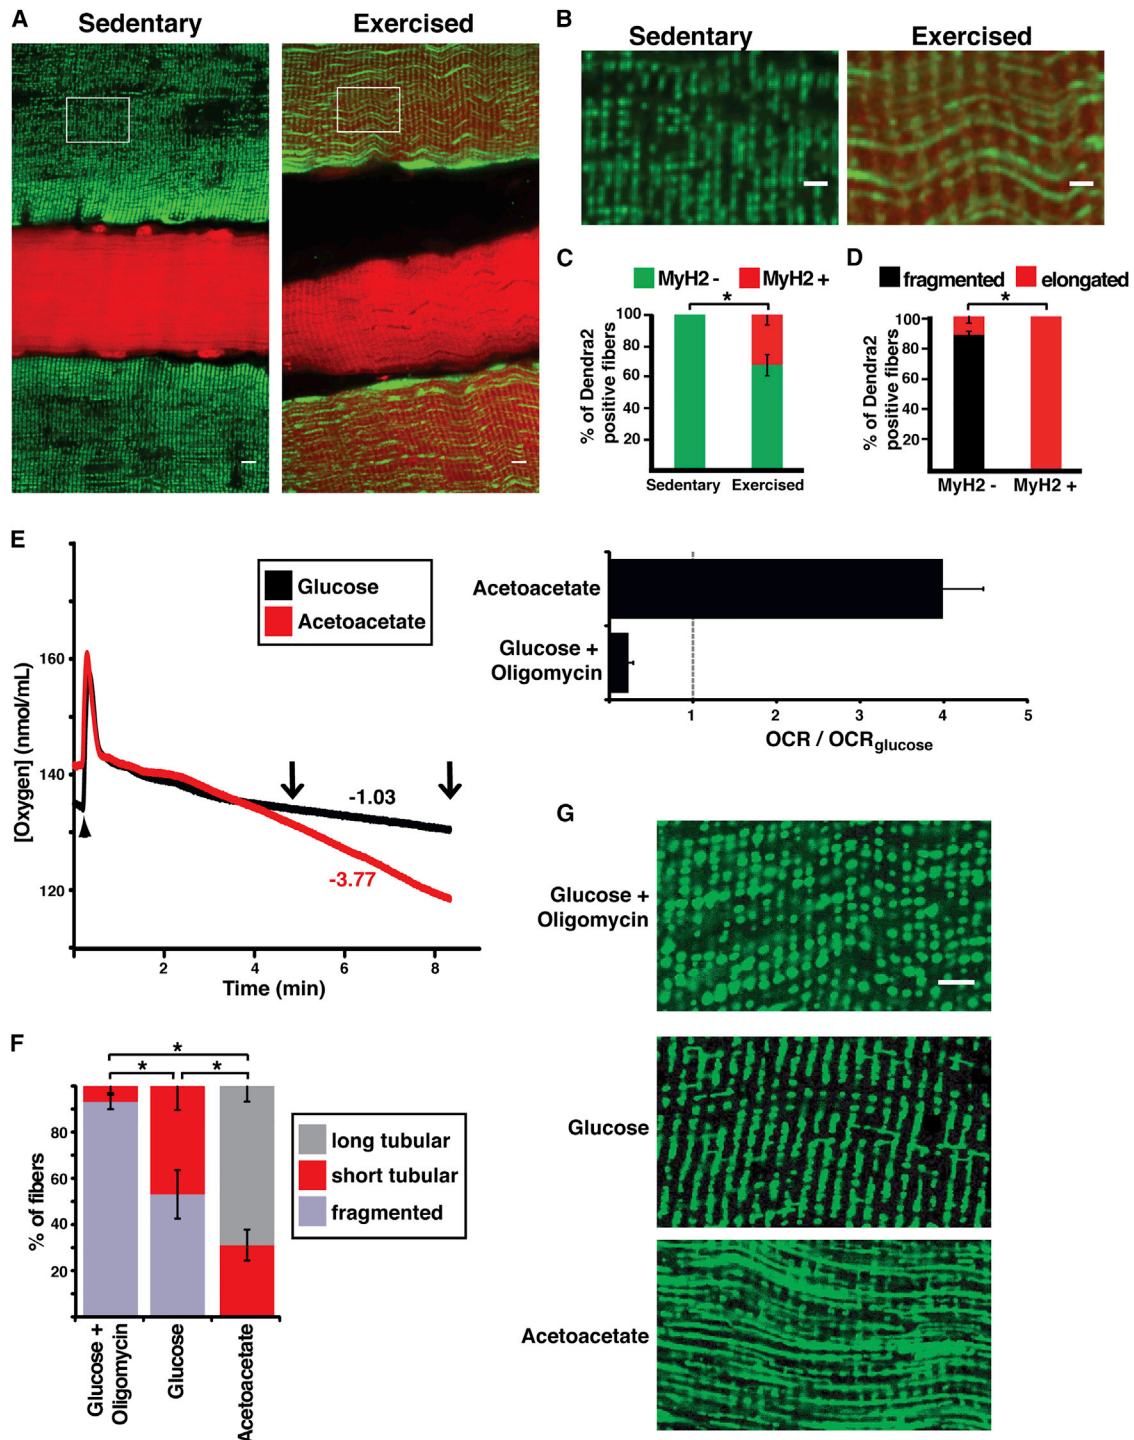 A
Sedentary
Exercised
B
Sedentary
Exercised
C
MyH2 -
MyH2 +
*
% of Dendra2
positive fibers
100
80
60
40
20
Sedentary
Exercised
D
fragmented
elongated
*
% of Dendra2
positive fibers
100
80
60
40
20
MyH2 -
MyH2 +
E
Glucose
Acetoacetate
[Oxygen] (nmol/mL)
160
140
120
-1.03
-3.77
2
4
6
8
Time (min)
Acetoacetate
Glucose +
Oligomycin
1
2
3
4
5
OCR / OCRglucose
F
*
*
*
% of fibers
80
60
40
20
long tubular
short tubular
fragmented
Glucose +
Oligomycin
Glucose
Acetoacetate
G
Glucose +
Oligomycin
Glucose
Acetoacetate